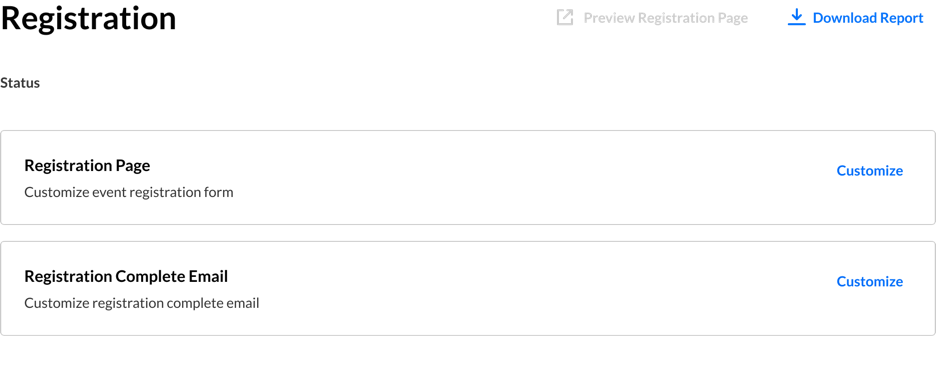 Registration
Preview Registration Page
Download Report
Status
Registration Page
Customize event registration form
Customize
Registration Complete Email
Customize registration complete email
Customize